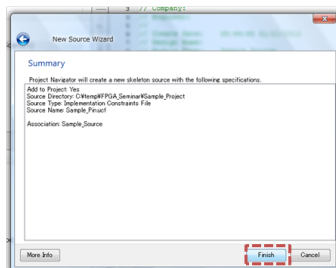 3 // Company:
New Source Wizard
Summary
Project Navigator will create a new skeleton source with the following specifications.
Add to Project: Yes
Source Directory: C:¥temp¥FPGA_Seminar¥Sample_Project
Source Type: Implementation Constraints File
Source Name: Sample_Pin.ucf
Association: Sample_Source
More Info
Finish
Cancel